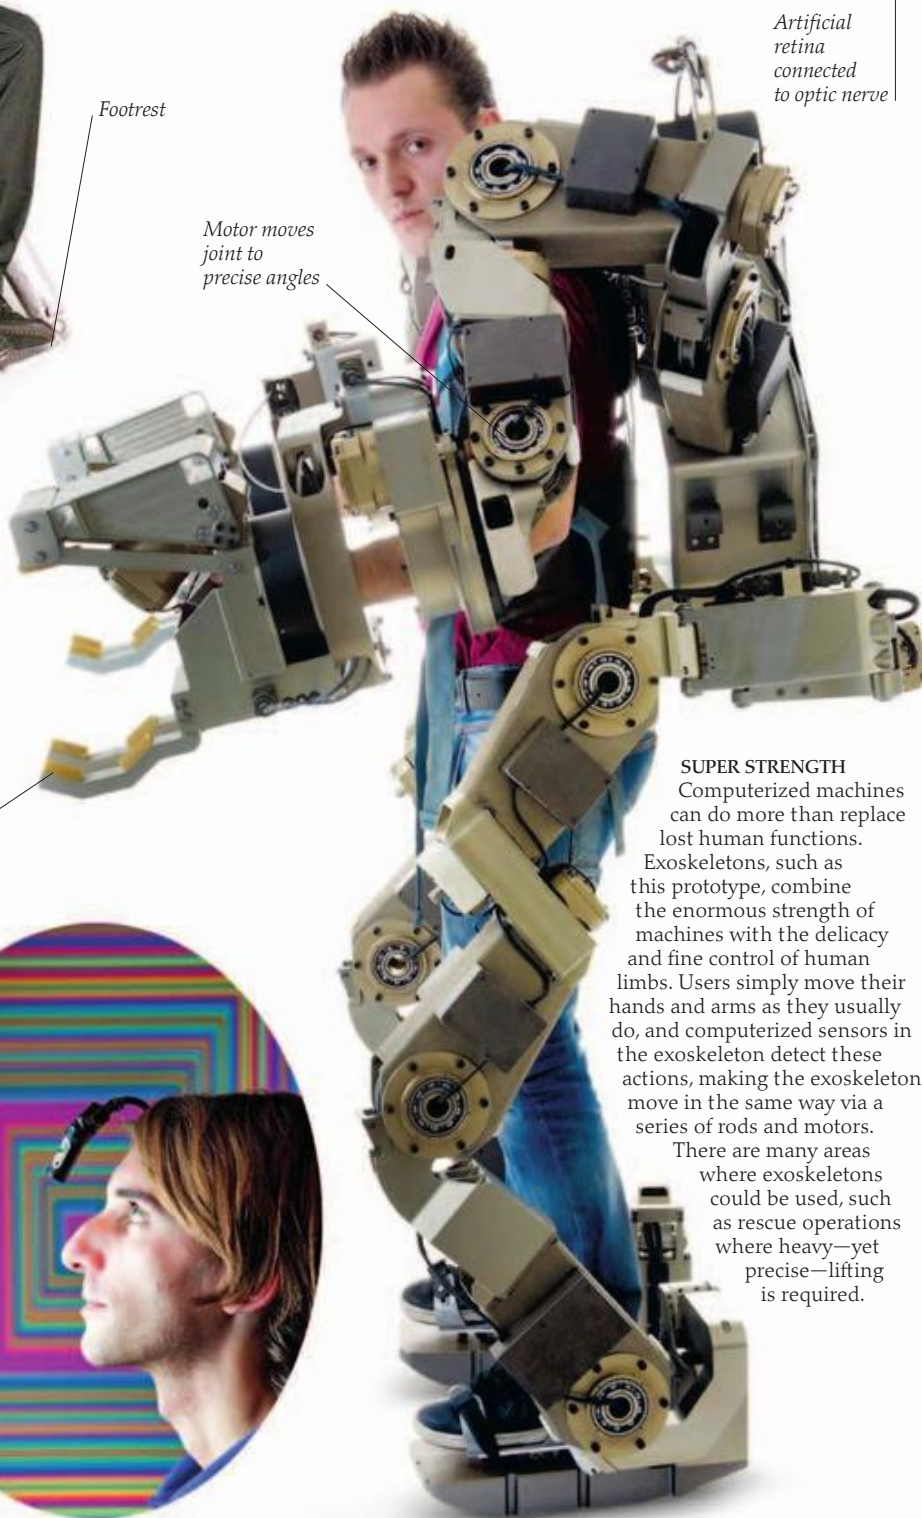 Artificial
retina
connected
to optic nerve
Footrest
Motor moves
joint to
precise angles
SUPER STRENGTH
Computerized machines
can do more than replace
lost human functions.
Exoskeletons, such as
this prototype, combine
the enormous strength of
machines with the delicacy
and fine control of human
limbs. Users simply move their
hands and arms as they usually
do, and computerized sensors in
the exoskeleton detect these
actions, making the exoskeleton
move in the same way via a
series of rods and motors.
There are many areas
where exoskeletons
could be used, such
as rescue operations
where heavy—yet
precise—lifting
is required.